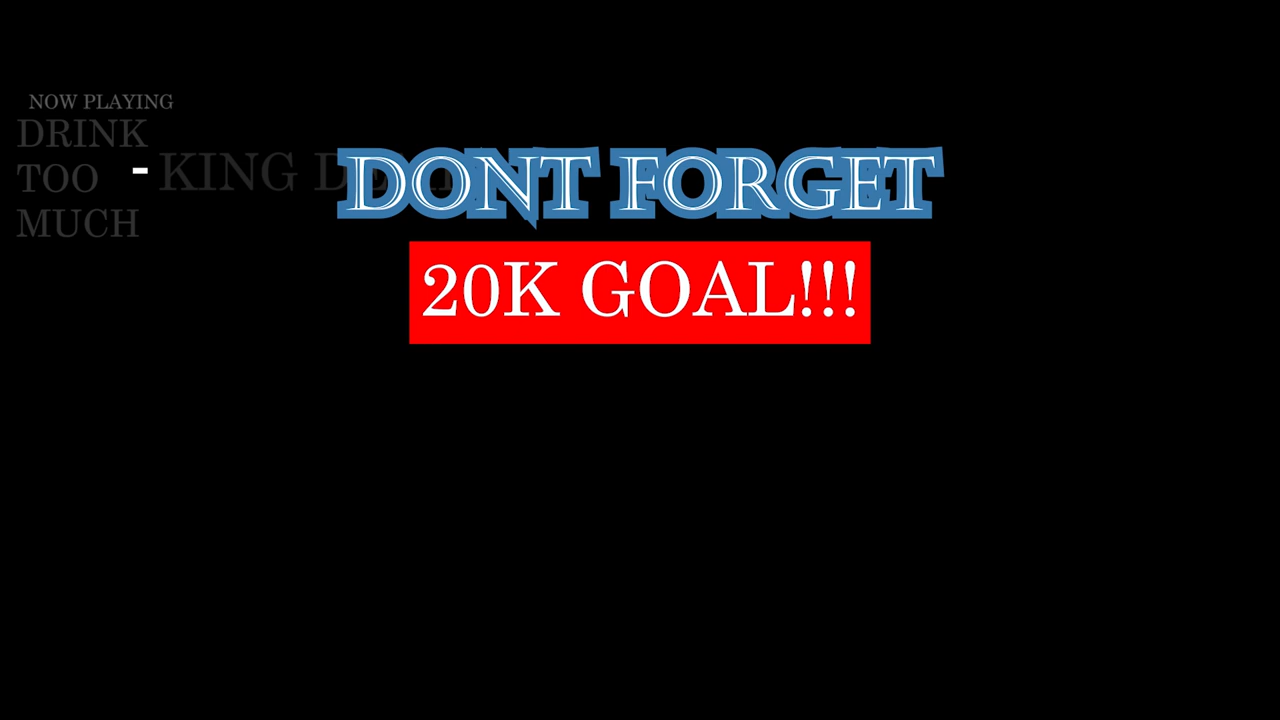 NOW PLAYING
DRINK
TOO
MUCH
- KING
DONT FORGET
20K GOAL!!!